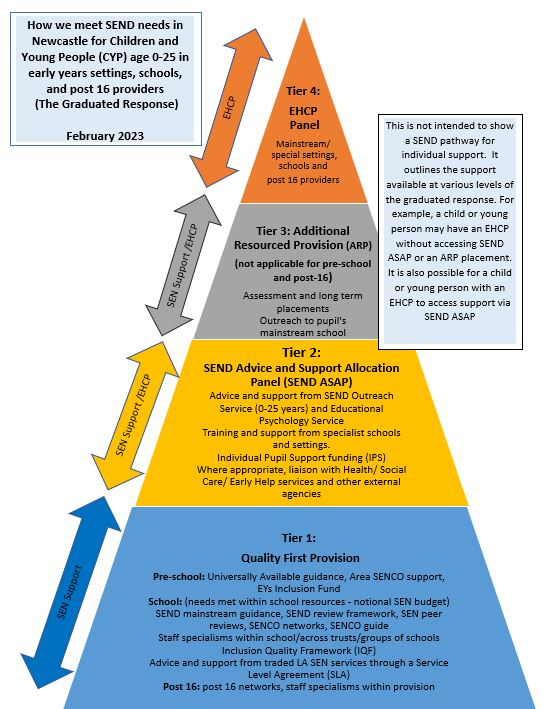 How we meet SEND needs in
Newcastle for Children and
Young People (CYP) age 0-25 in
early years settings, schools,
and post 16 providers
(The Graduated Response)
February 2023
EHCP
Tier 4:
EHCP
Panel
Mainstream/
special settings,
schools and
post 16 providers
This is not intended to show
a SEND pathway for
individual support. It
outlines the support
available at various levels of
the graduated response. For
example, a child or young
person may have an EHCP
without accessing SEND
ASAP or an ARP placement.
It is also possible for a child
or young person with an
EHCP to access support via
SEND ASAP
SEN Support /EHCP
Tier 3: Additional
Resourced Provision (ARP)
(not applicable for pre-school
and post-16)
Assessment and long term
placements
Outreach to pupil's
mainstream school
SEN Support /EHCP
Tier 2:
SEND Advice and Support Allocation
Panel (SEND ASAP)
Advice and support from SEND Outreach
Service (0-25 years) and Educational
Psychology Service
Training and support from specialist schools
and settings.
Individual Pupil Support funding (IPS)
Where appropriate, liaison with Health/ Social
Care/ Early Help services and other external
agencies
SEN Support
Tier 1:
Quality First Provision
Pre-school: Universally Available guidance, Area SENCO support,
EYs Inclusion Fund
School: (needs met within school resources - notional SEN budget)
SEND mainstream guidance, SEND review framework, SEN peer
reviews, SENCO networks, SENCO guide
Staff specialisms within school/across trusts/groups of schools
Inclusion Quality Framework (IQF)
Advice and support from traded LA SEN services through a Service
Level Agreement (SLA)
Post 16: post 16 networks, staff specialisms within provision